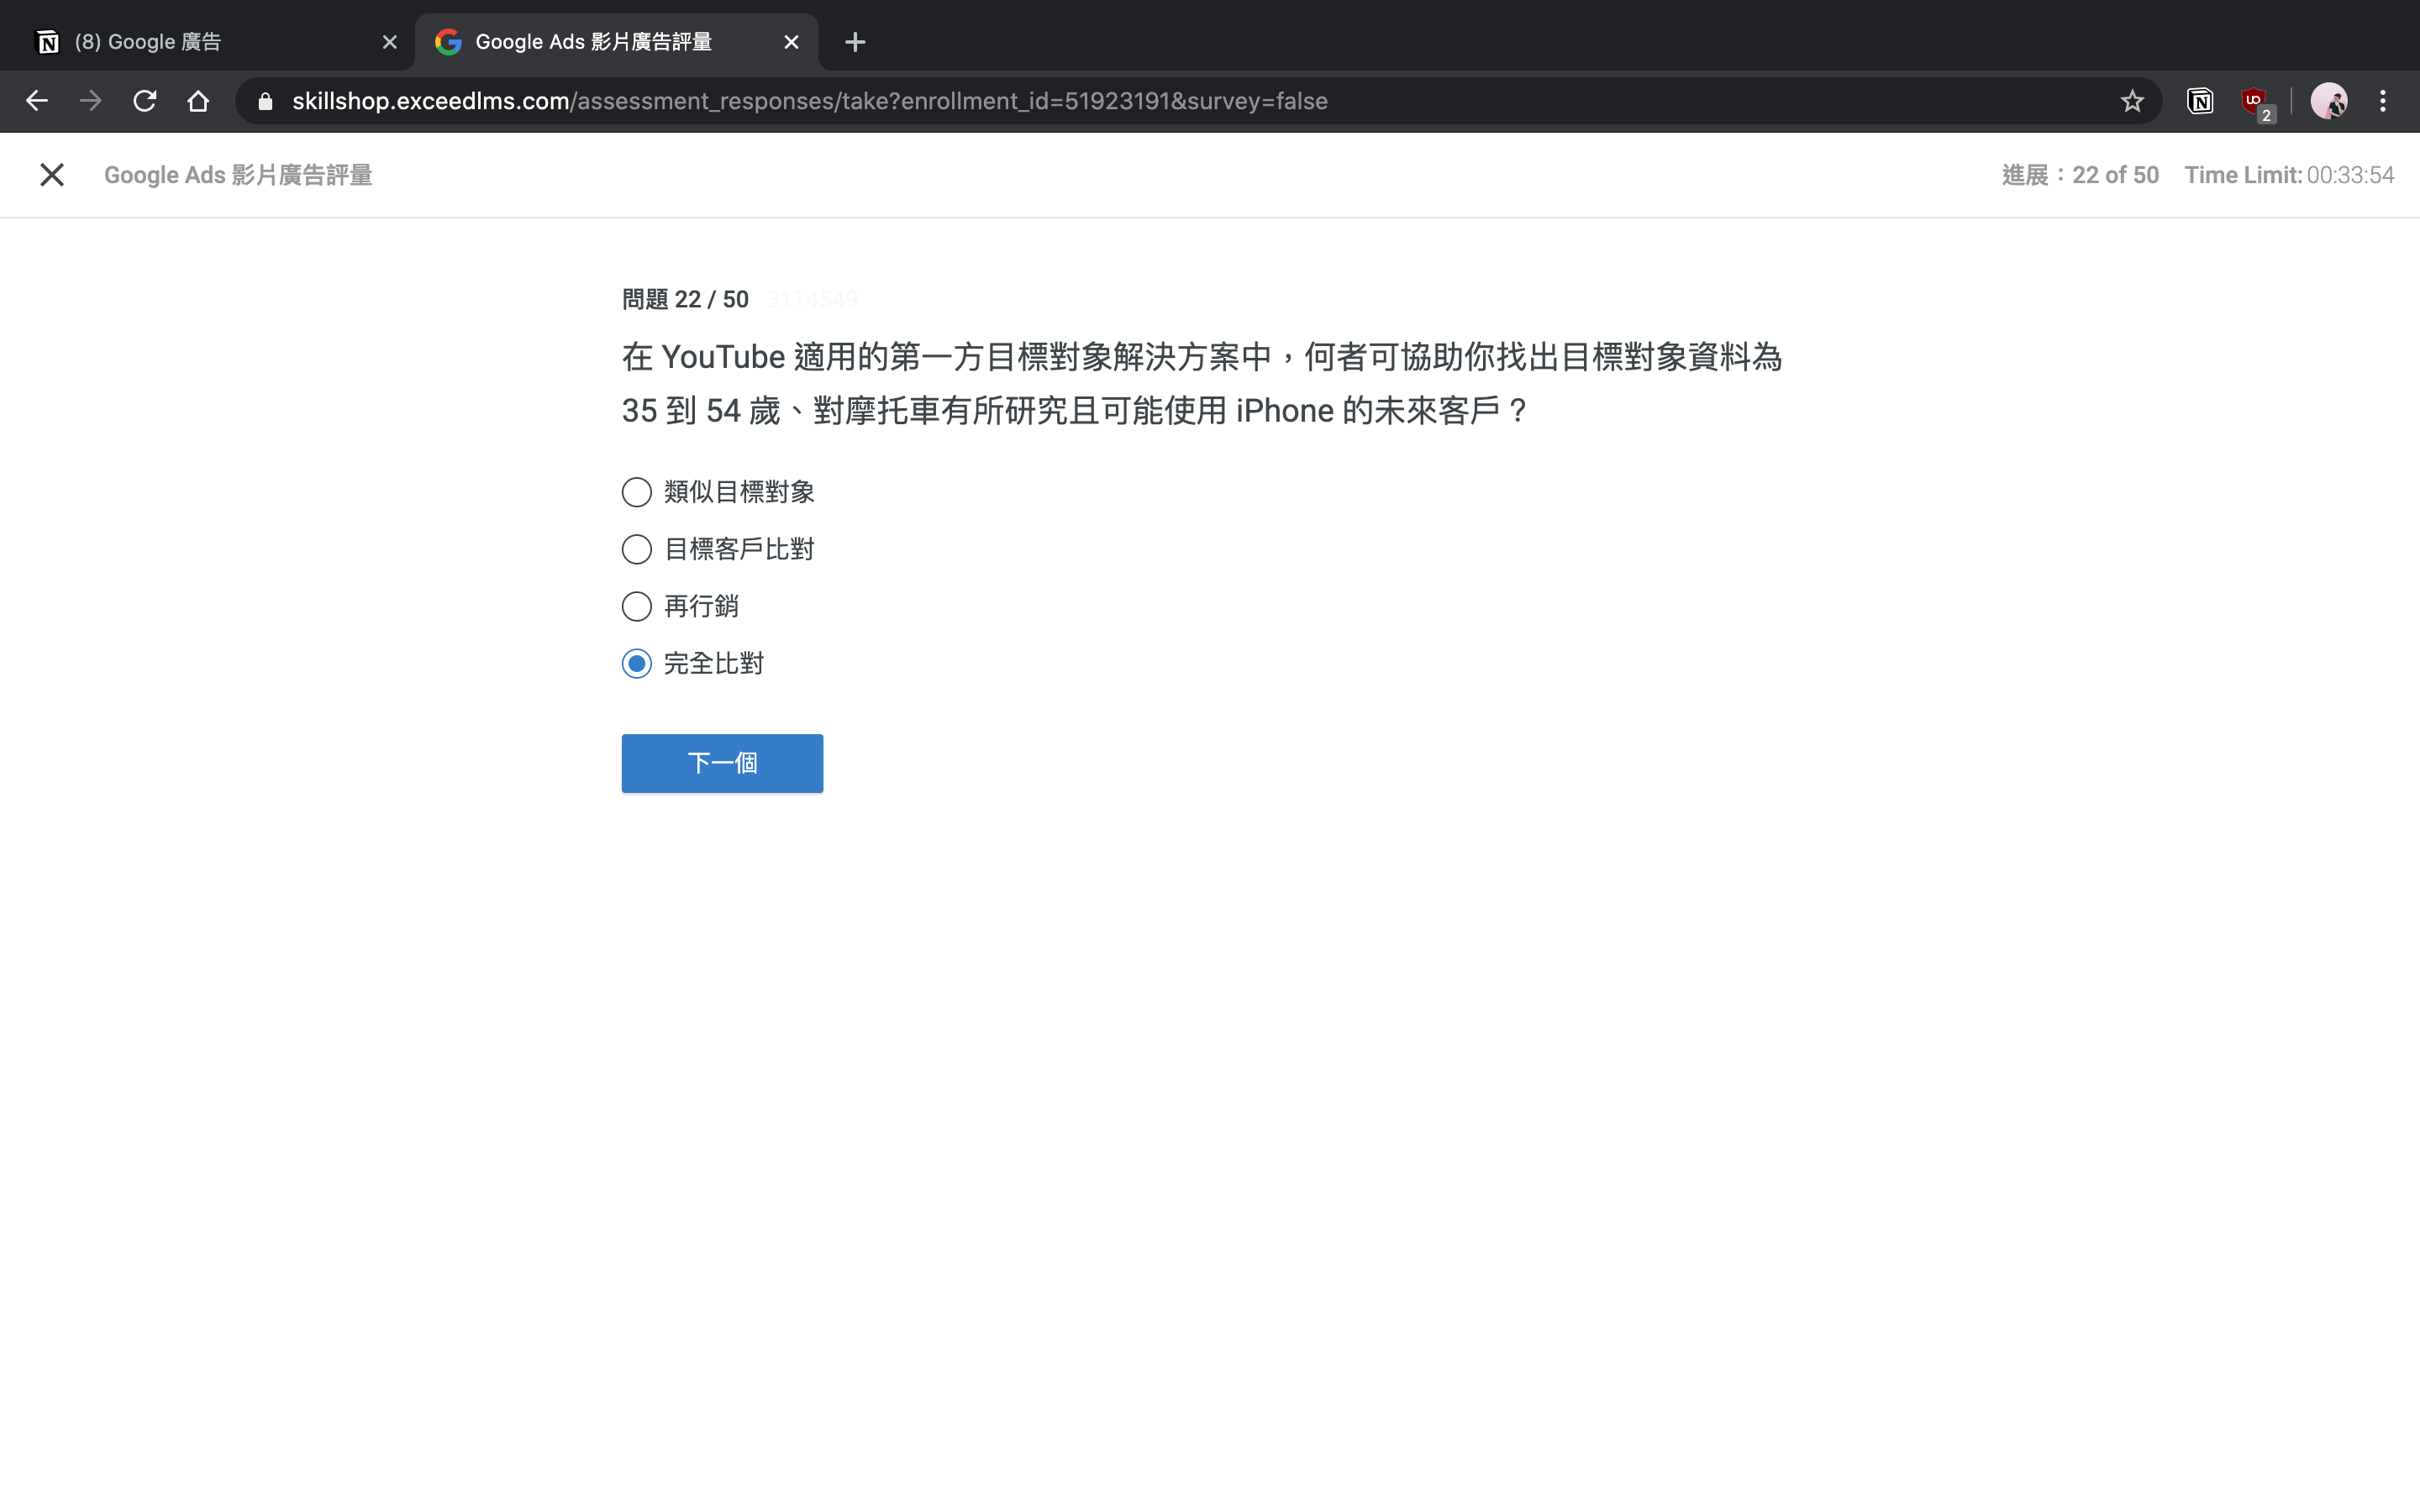 (8) Google 廣告
Google Ads 影片廣告評量
skillshop.exceedlms.com/assessment_responses/take?enrollment_id=51923191&survey=false
2
Google Ads 影片廣告評量
進展：22 of 50 Time Limit: 00:33:54
問題 22 / 50 3114549
在 YouTube 適用的第一方目標對象解決方案中，何者可協助你找出目標對象資料為
35 到 54 歲、對摩托車有所研究且可能使用 iPhone 的未來客戶？
類似目標對象
目標客戶比對
再行銷
完全比對
下一個